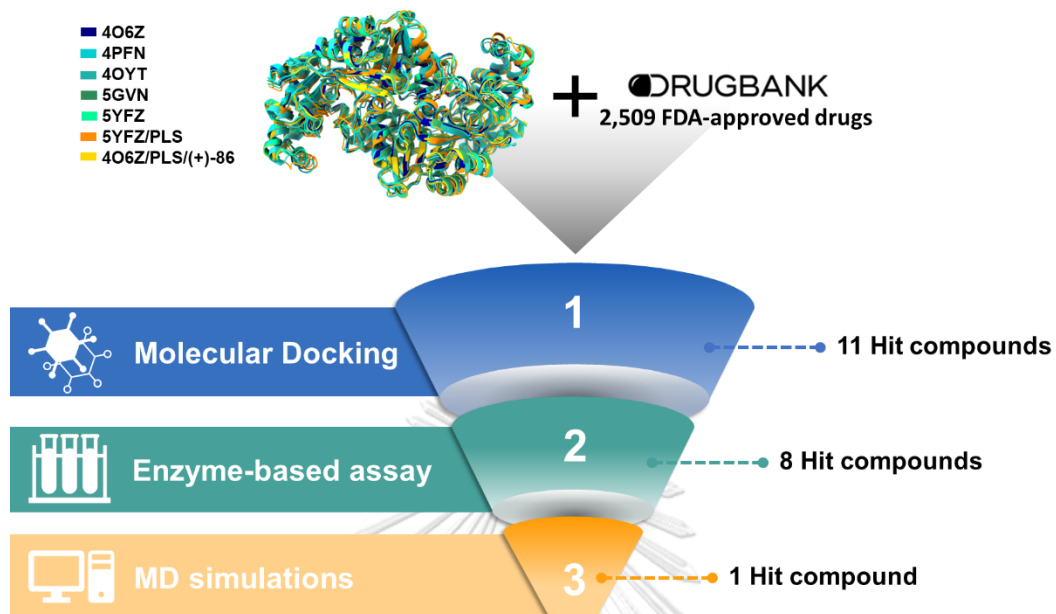 4O6Z
4PFN
4OYT
5GVN
5YFZ
5YFZ/PLS
4O6Z/PLS/(+)-86
+
DRUGBANK
2,509 FDA-approved drugs
1
Molecular Docking
11 Hit compounds
2
Enzyme-based assay
8 Hit compounds
MD simulations
3
1 Hit compound